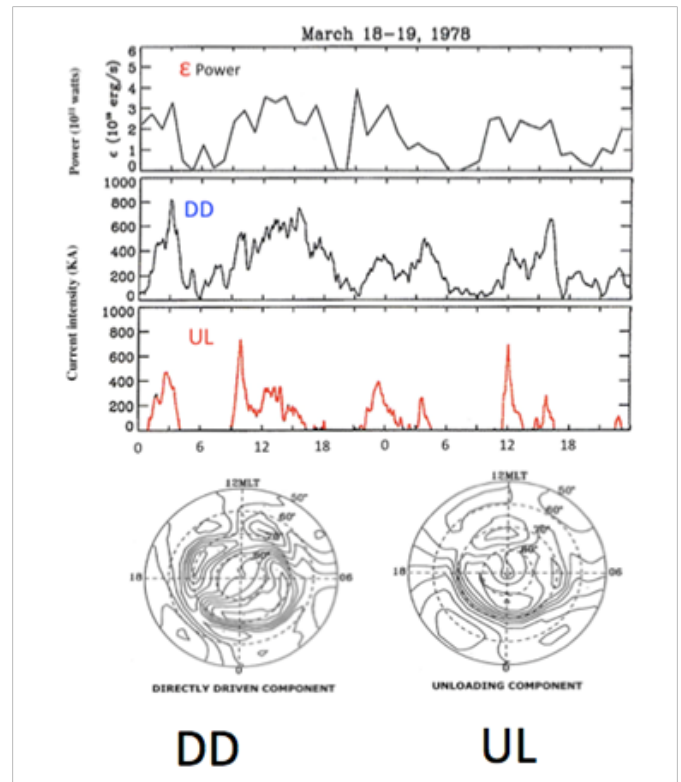 March 18-19, 1978
Power (10¹¹ watts)
ε (10¹⁸ erg/s)
6
5
4
3
2
1
0
ε Power
Current intensity (KA)
1000
800
600
400
200
0
DD
1000
800
600
400
200
0
UL
0 6 12 18 0 6 12 18
12MLT
50°
60°
70°
80°
18
06
0
DIRECTLY DRIVEN COMPONENT
12MLT
50°
60°
70°
80°
18
06
0
UNLOADING COMPONENT
DD
UL